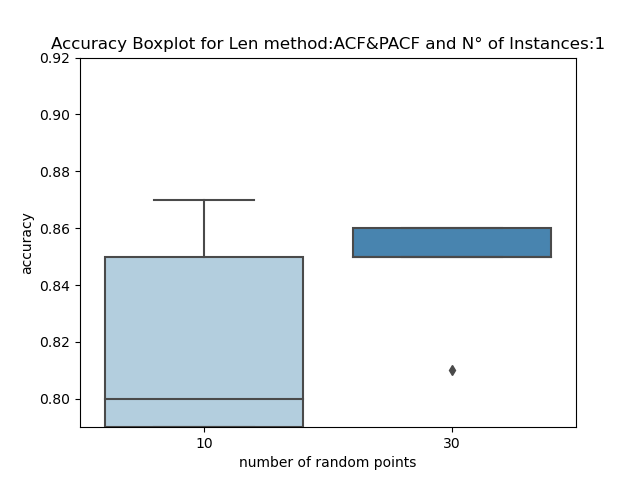 Accuracy Boxplot for Len method:ACF&PACF and N° of Instances:1
0.92
0.90
0.88
0.86
0.84
0.82
0.80
accuracy
10 30
number of random points